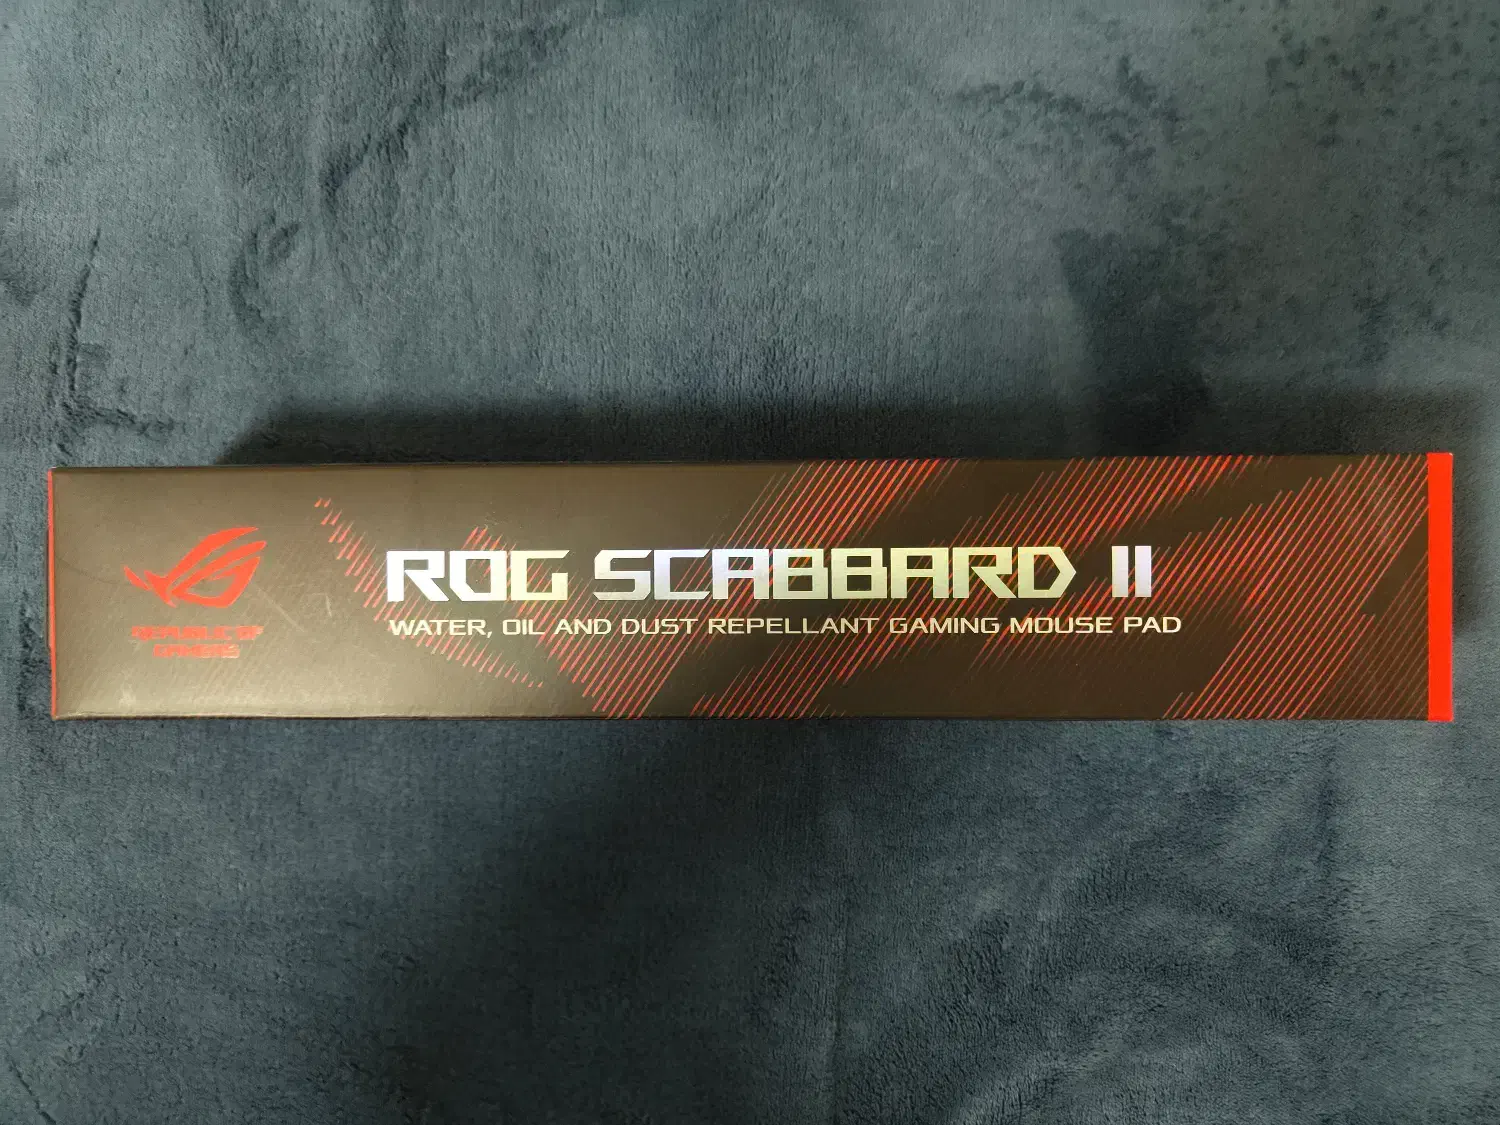 REPUBLIC OF
GAMERS
ROG SCABBARD II
WATER, OIL AND DUST REPELLANT GAMING MOUSE PAD